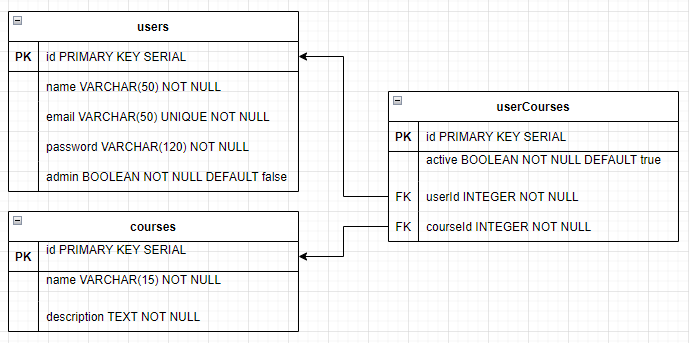 users
PK id PRIMARY KEY SERIAL
name VARCHAR(50) NOT NULL
email VARCHAR(50) UNIQUE NOT NULL
password VARCHAR(120) NOT NULL
admin BOOLEAN NOT NULL DEFAULT false
courses
PK id PRIMARY KEY SERIAL
name VARCHAR(15) NOT NULL
description TEXT NOT NULL
userCourses
PK id PRIMARY KEY SERIAL
active BOOLEAN NOT NULL DEFAULT true
FK userId INTEGER NOT NULL
FK courseId INTEGER NOT NULL